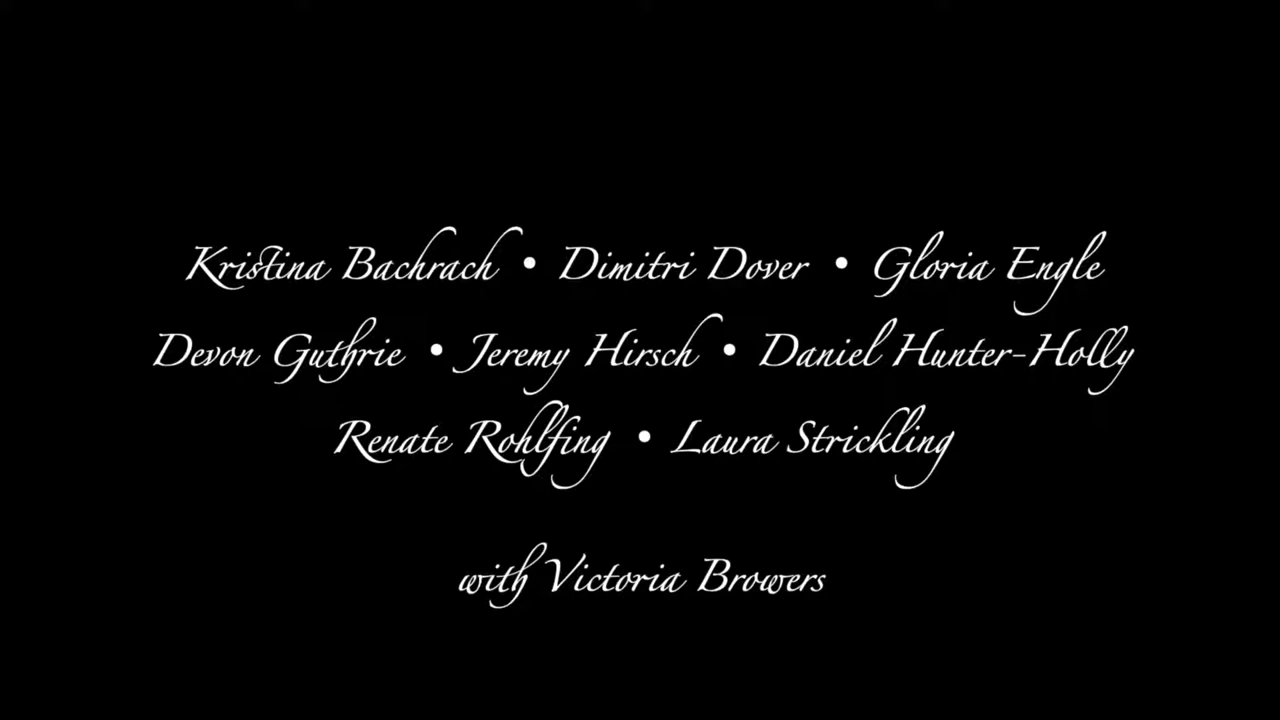 Kristina Bachrach • Dimitri Dover • Gloria Engle
Devon Guthrie • Jeremy Hirsch • Daniel Hunter-Holly
Renate Rohlfing • Laura Strickling
with Victoria Browers